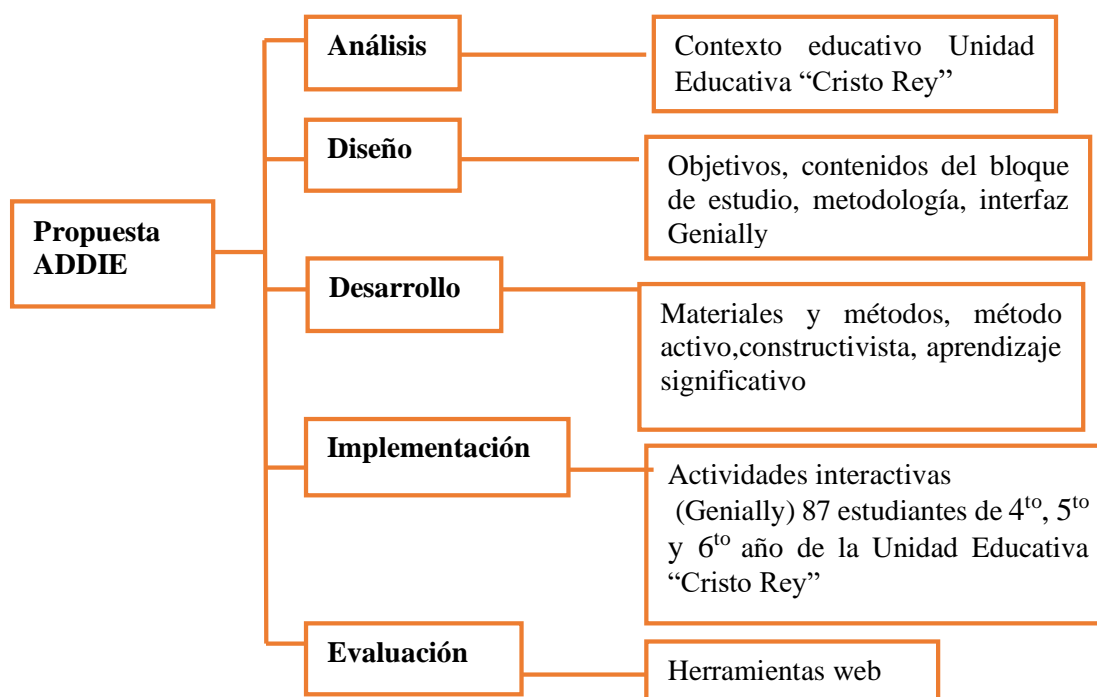 Propuesta
ADDIE
Análisis
Contexto educativo Unidad
Educativa “Cristo Rey”
Diseño
Objetivos, contenidos del bloque
de estudio, metodología, interfaz
Genially
Desarrollo
Materiales y métodos, método
activo,constructivista, aprendizaje
significativo
Implementación
Actividades interactivas
(Genially) 87 estudiantes de 4to, 5to
y 6to año de la Unidad Educativa
“Cristo Rey”
Evaluación
Herramientas web